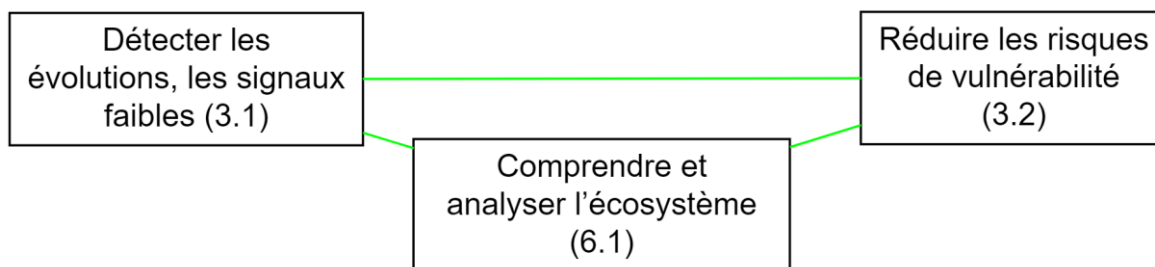 Détecter les
évolutions, les signaux
faibles (3.1)
Réduire les risques
de vulnérabilité
(3.2)
Comprendre et
analyser l’écosystème
(6.1)